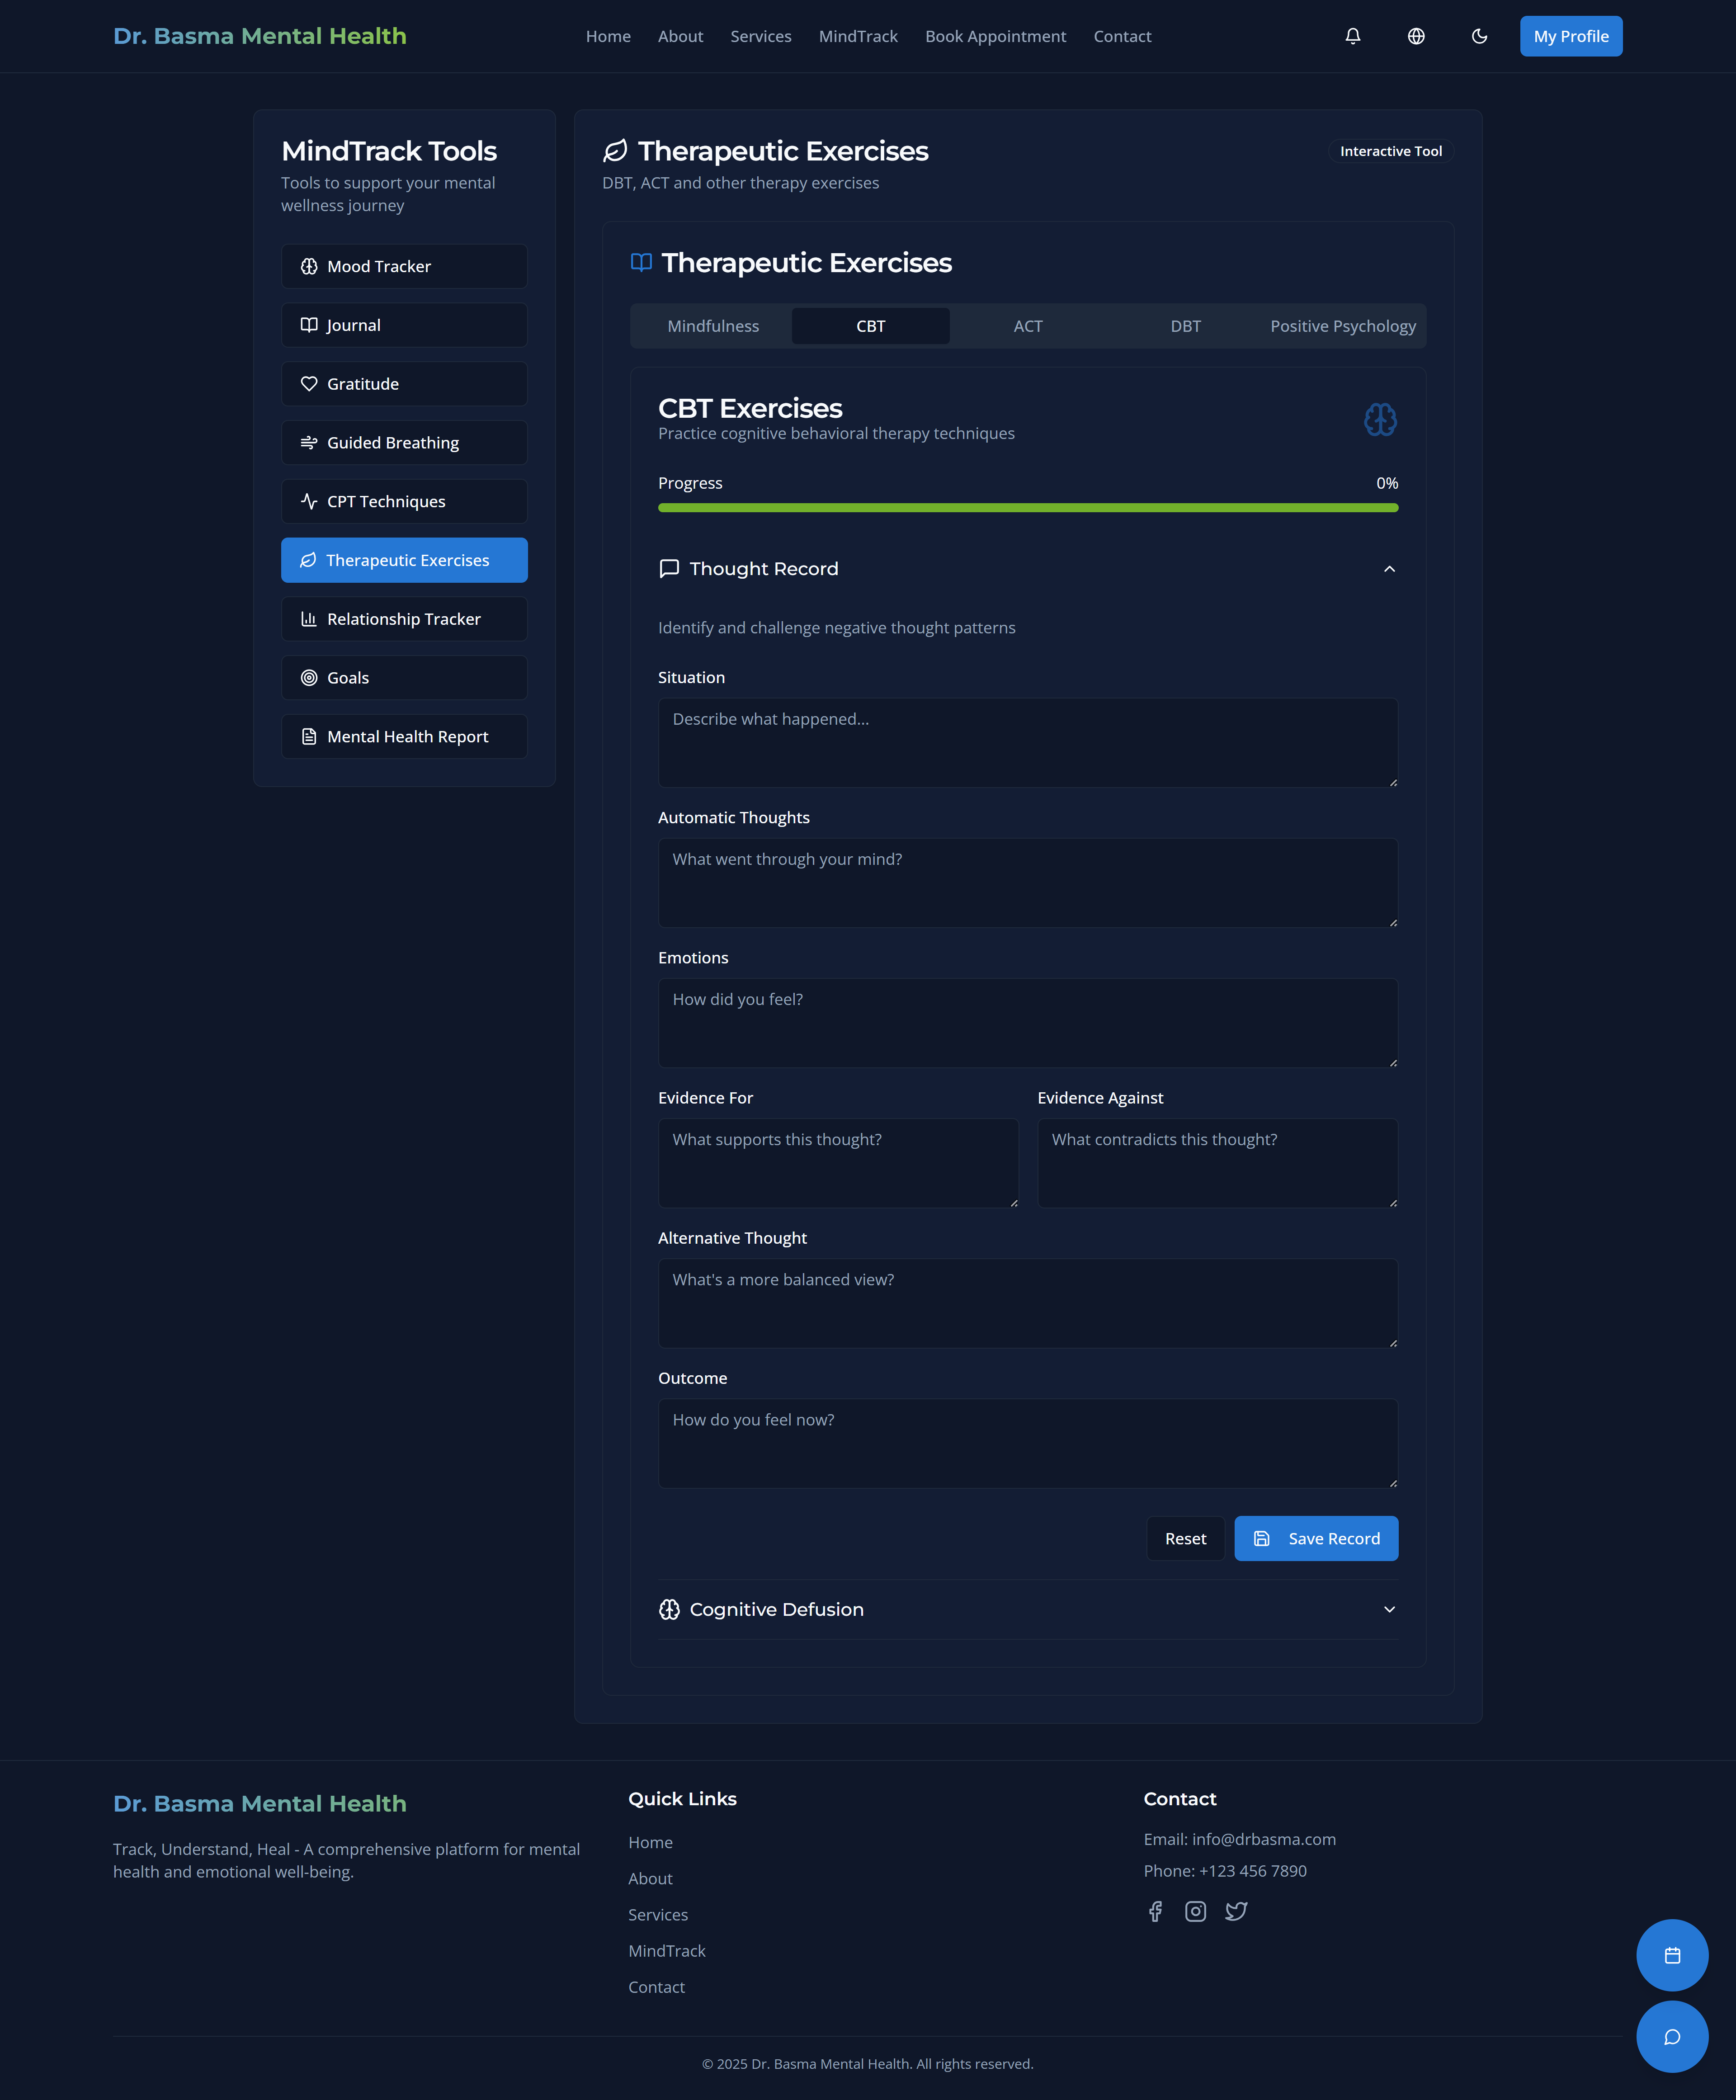 Dr. Basma Mental Health
Home
About
Services
MindTrack
Book Appointment
Contact
My Profile
MindTrack Tools
Tools to support your mental
wellness journey
Mood Tracker
Journal
Gratitude
Guided Breathing
CPT Techniques
Therapeutic Exercises
Relationship Tracker
Goals
Mental Health Report
Therapeutic Exercises
Interactive Tool
DBT, ACT and other therapy exercises
Therapeutic Exercises
Mindfulness
CBT
ACT
DBT
Positive Psychology
CBT Exercises
Practice cognitive behavioral therapy techniques
Progress
0%
Thought Record
Identify and challenge negative thought patterns
Situation
Describe what happened...
Automatic Thoughts
What went through your mind?
Emotions
How did you feel?
Evidence For
What supports this thought?
Evidence Against
What contradicts this thought?
Alternative Thought
What's a more balanced view?
Outcome
How do you feel now?
Reset
Save Record
Cognitive Defusion
Dr. Basma Mental Health
Track, Understand, Heal - A comprehensive platform for mental
health and emotional well-being.
Quick Links
Home
About
Services
MindTrack
Contact
Contact
Email: info@drbasma.com
Phone: +123 456 7890
© 2025 Dr. Basma Mental Health. All rights reserved.